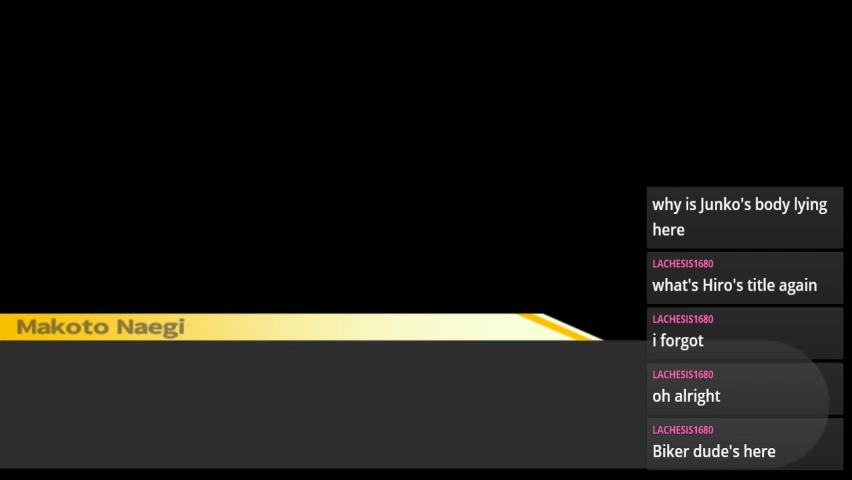 why is Junko's body lying
here
LACHESIS1680
what's Hiro's title again
LACHESIS1680
i forgot
LACHESIS1680
oh alright
LACHESIS1680
Biker dude's here
Makoto Naegi